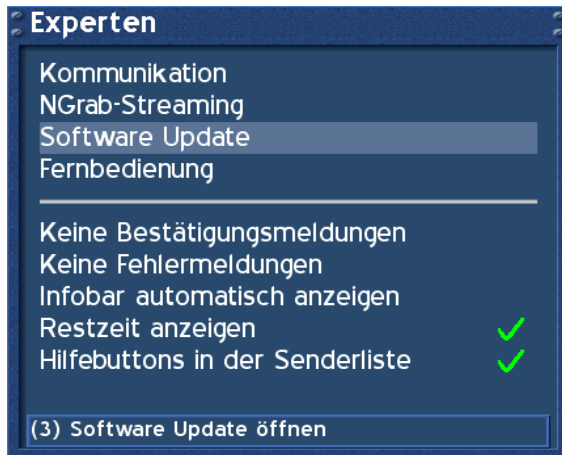 Experten
Kommunikation
NGrab-Streaming
Software Update
Fernbedienung
Keine Bestätigungsmeldungen
Keine Fehlermeldungen
Infobar automatisch anzeigen
Restzeit anzeigen
Hilfebuttons in der Senderliste
(3) Software Update öffnen